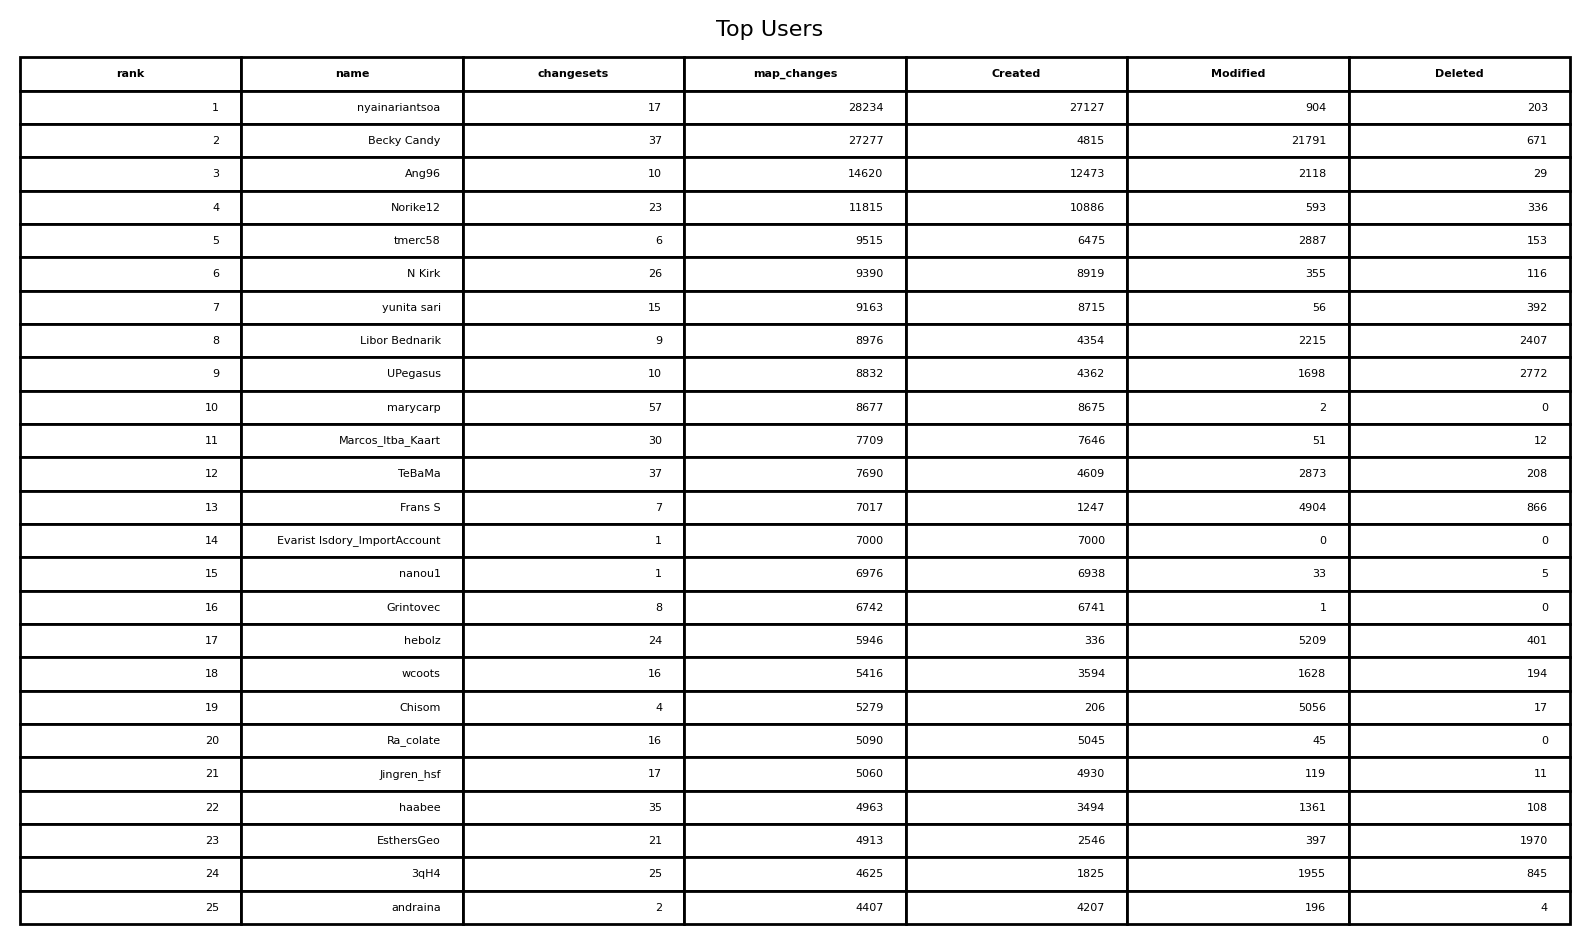 Top Users
rank name changesets map_changes Created Modified Deleted
1 nyainariantsoa 17 28234 27127 904 203
2 Becky Candy 37 27277 4815 21791 671
3 Ang96 10 14620 12473 2118 29
4 Norike12 23 11815 10886 593 336
5 tmerc58 6 9515 6475 2887 153
6 N Kirk 26 9390 8919 355 116
7 yunita sari 15 9163 8715 56 392
8 Libor Bednarik 9 8976 4354 2215 2407
9 UPegasus 10 8832 4362 1698 2772
10 marycarp 57 8677 8675 2 0
11 Marcos_Itba_Kaart 30 7709 7646 51 12
12 TeBaMa 37 7690 4609 2873 208
13 Frans S 7 7017 1247 4904 866
14 Evarist Isdory_ImportAccount 1 7000 7000 0 0
15 nanou1 1 6976 6938 33 5
16 Grintovec 8 6742 6741 1 0
17 hebolz 24 5946 336 5209 401
18 wcoots 16 5416 3594 1628 194
19 Chisom 4 5279 206 5056 17
20 Ra_colate 16 5090 5045 45 0
21 Jingren_hsf 17 5060 4930 119 11
22 haabee 35 4963 3494 1361 108
23 EsthersGeo 21 4913 2546 397 1970
24 3qH4 25 4625 1825 1955 845
25 andraina 2 4407 4207 196 4